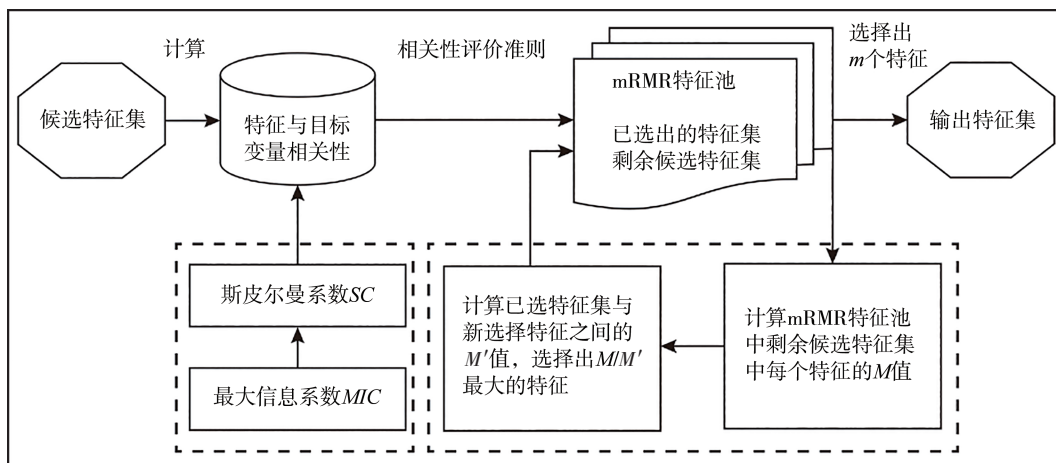 计算
相关性评价准则
选择出
m个特征
候选特征集
特征与目标
变量相关性
mRMR特征池
已选出的特征集
剩余候选特征集
输出特征集
斯皮尔曼系数SC
最大信息系数MIC
计算已选特征集与
新选择特征之间的
M′值，选择出M/M′
最大的特征
计算mRMR特征池
中剩余候选特征集
中每个特征的M值